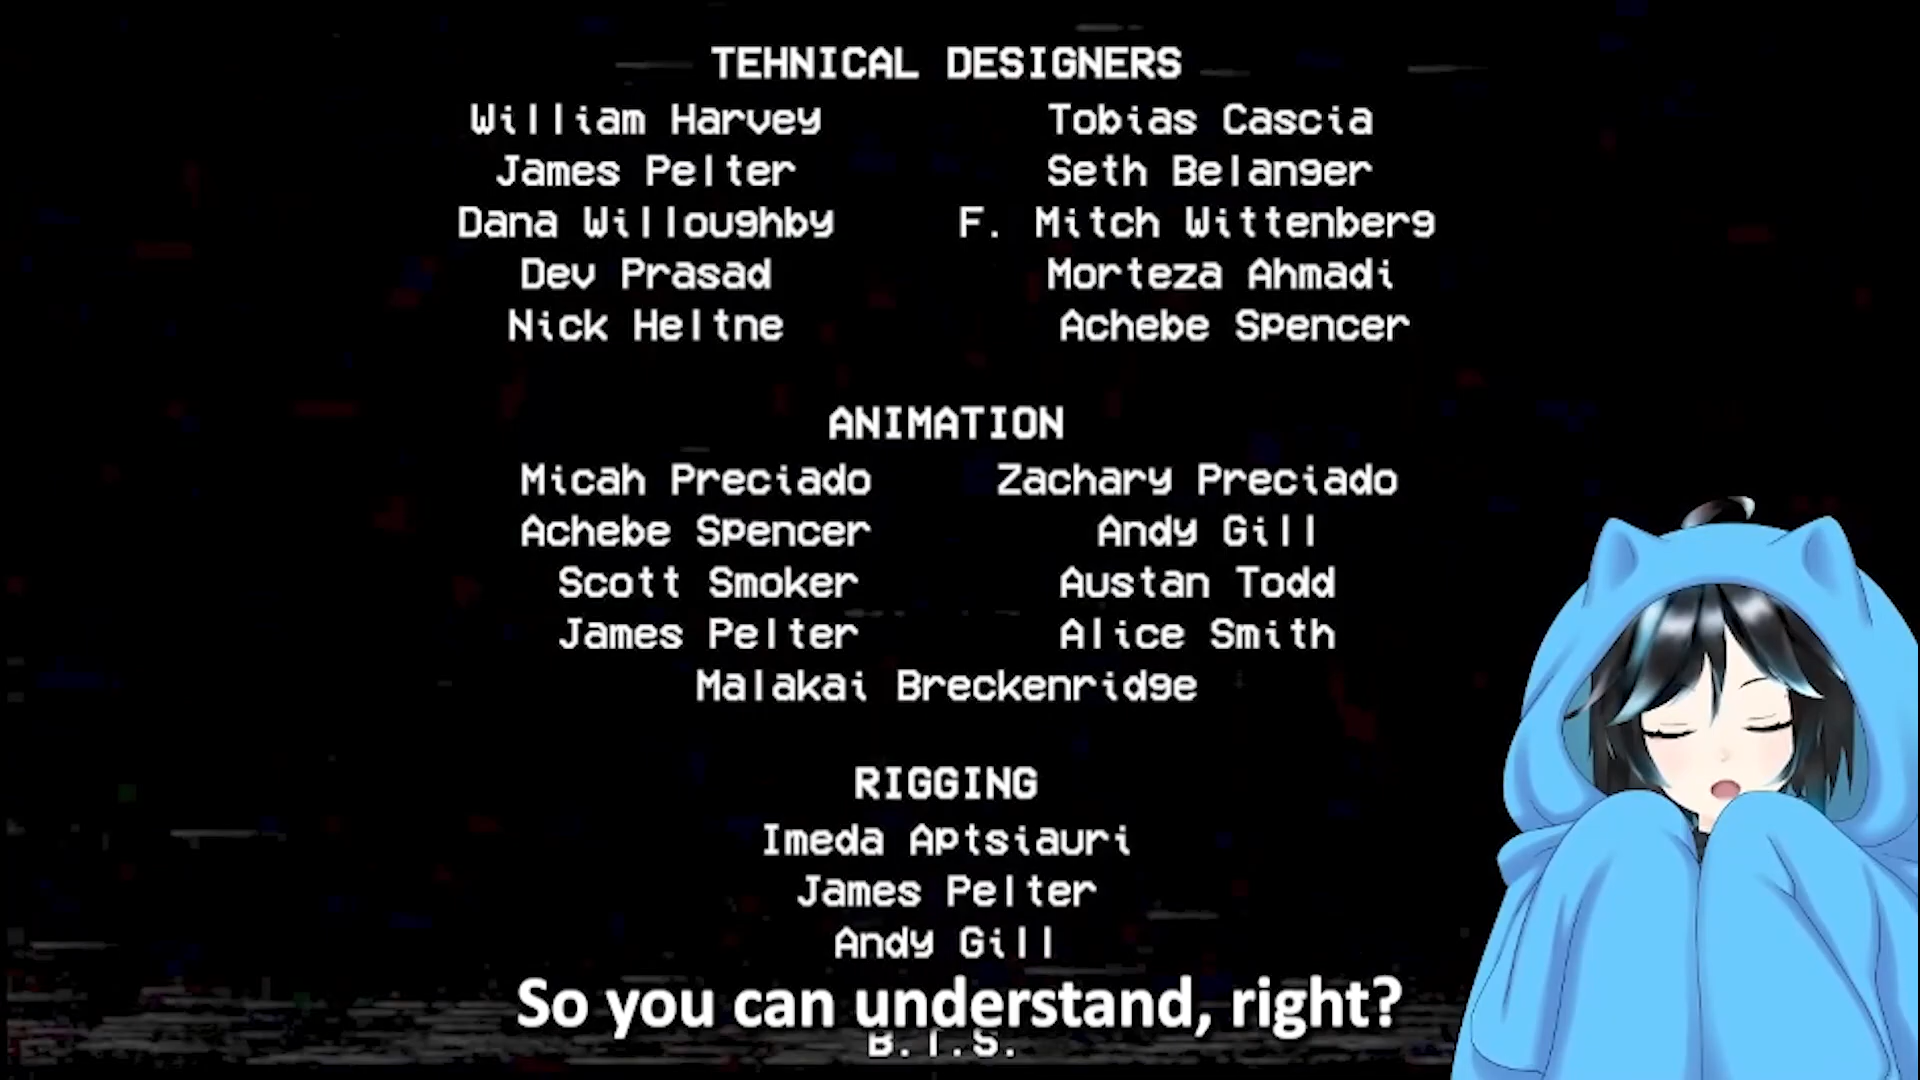 TEHNICAL DESIGNERS
William Harvey Tobias Cascia
James Pelter Seth Belanger
Dana Willoughby F. Mitch Wittenberg
Dev Prasad Morteza Ahmadi
Nick Heltne Achebe Spencer
ANIMATION
Micah Preciado Zachary Preciado
Achebe Spencer Andy Gill
Scott Smoker Austan Todd
James Pelter Alice Smith
Malakai Breckenridge
RIGGING
Imeda Aptsiauri
James Pelter
Andy Gill
So you can understand, right?
B.T.S.